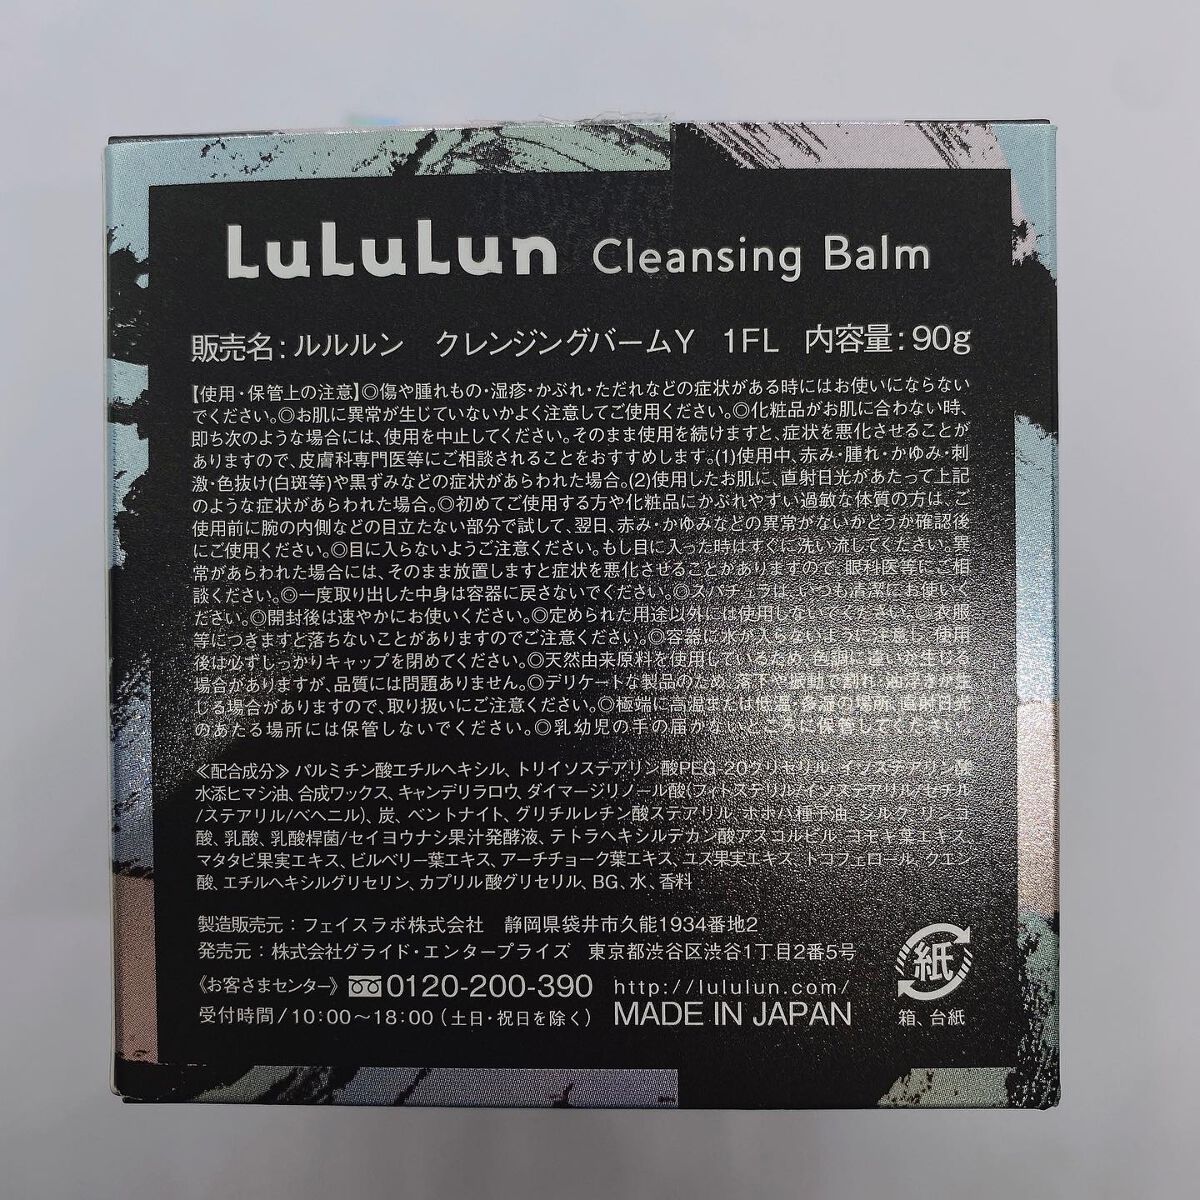 LuLuLun Cleansing Balm
販売名：ルルルン　クレンジングバームY　1FL　内容量：90g
【使用・保管上の注意】◎傷や腫れもの・湿疹・かぶれ・ただれなどの症状がある時にはお使いにならない
でください。◎お肌に異常が生じていないかよく注意してご使用ください。◎化粧品がお肌に合わない時、
即ち次のような場合には、使用を中止してください。そのまま使用を続けますと、症状を悪化させることが
ありますので、皮膚科専門医等にご相談されることをおすすめします。(1)使用中、赤み・腫れ・かゆみ・刺
激・色抜け(白斑等)や黒ずみなどの症状があらわれた場合。(2)使用したお肌に、直射日光があたって上記
のような症状があらわれた場合。◎初めてご使用する方や化粧品にかぶれやすい過敏な体質の方は、ご
使用前に腕の内側などの目立たない部分で試して、翌日、赤み・かゆみなどの異常がないかどうか確認後
にご使用ください。◎目に入らないようご注意ください。もし目に入った時はすぐに洗い流してください。異
常があらわれた場合には、そのまま放置しますと症状を悪化させることがありますので、眼科医等にご相
談ください。◎一度取り出した中身は容器に戻さないでください。◎スパチュラは、いつも清潔にお使いく
ださい。◎開封後は速やかにお使いください。◎定められた用途以外には使用しないでください。◎衣服
等につきますと落ちないことがありますのでご注意ください。◎容器に水が入らないように注意し、使用
後は必ずしっかりキャップを閉めてください。◎天然由来原料を使用しているため、色調に違いが生じる
場合がありますが、品質には問題ありません。◎デリケートな製品のため、落下や振動で割れ、油浮きが生
じる場合がありますので、取り扱いにご注意ください。◎極端に高温または低温・多湿の場所、直射日光
のあたる場所には保管しないでください。◎乳幼児の手の届かないところに保管してください。
≪配合成分≫パルミチン酸エチルヘキシル、トリイソステアリン酸PEG-20グリセリル、イソステアリン酸
水添ヒマシ油、合成ワックス、キャンデリラロウ、ダイマージリノール酸(フィトステリル/イソステアリル/セチル
/ステアリル/ベヘニル)、炭、ベントナイト、グリチルレチン酸ステアリル、ホホバ種子油、シルク、リンゴ
酸、乳酸、乳酸桿菌/セイヨウナシ果汁発酵液、テトラヘキシルデカン酸アスコルビル、ヨモギ葉エキス、
マタタビ果実エキス、ビルベリー葉エキス、アーチチョーク葉エキス、ユズ果実エキス、トコフェロール、クエン
酸、エチルヘキシルグリセリン、カプリル酸グリセリル、BG、水、香料
製造販売元：フェイスラボ株式会社　静岡県袋井市久能1934番地2
発売元：株式会社グライド・エンタープライズ　東京都渋谷区渋谷1丁目2番5号
《お客さまセンター》0120-200-390　http://lululun.com/
受付時間/10:00〜18:00（土日・祝日を除く）　MADE IN JAPAN
紙
箱、台紙